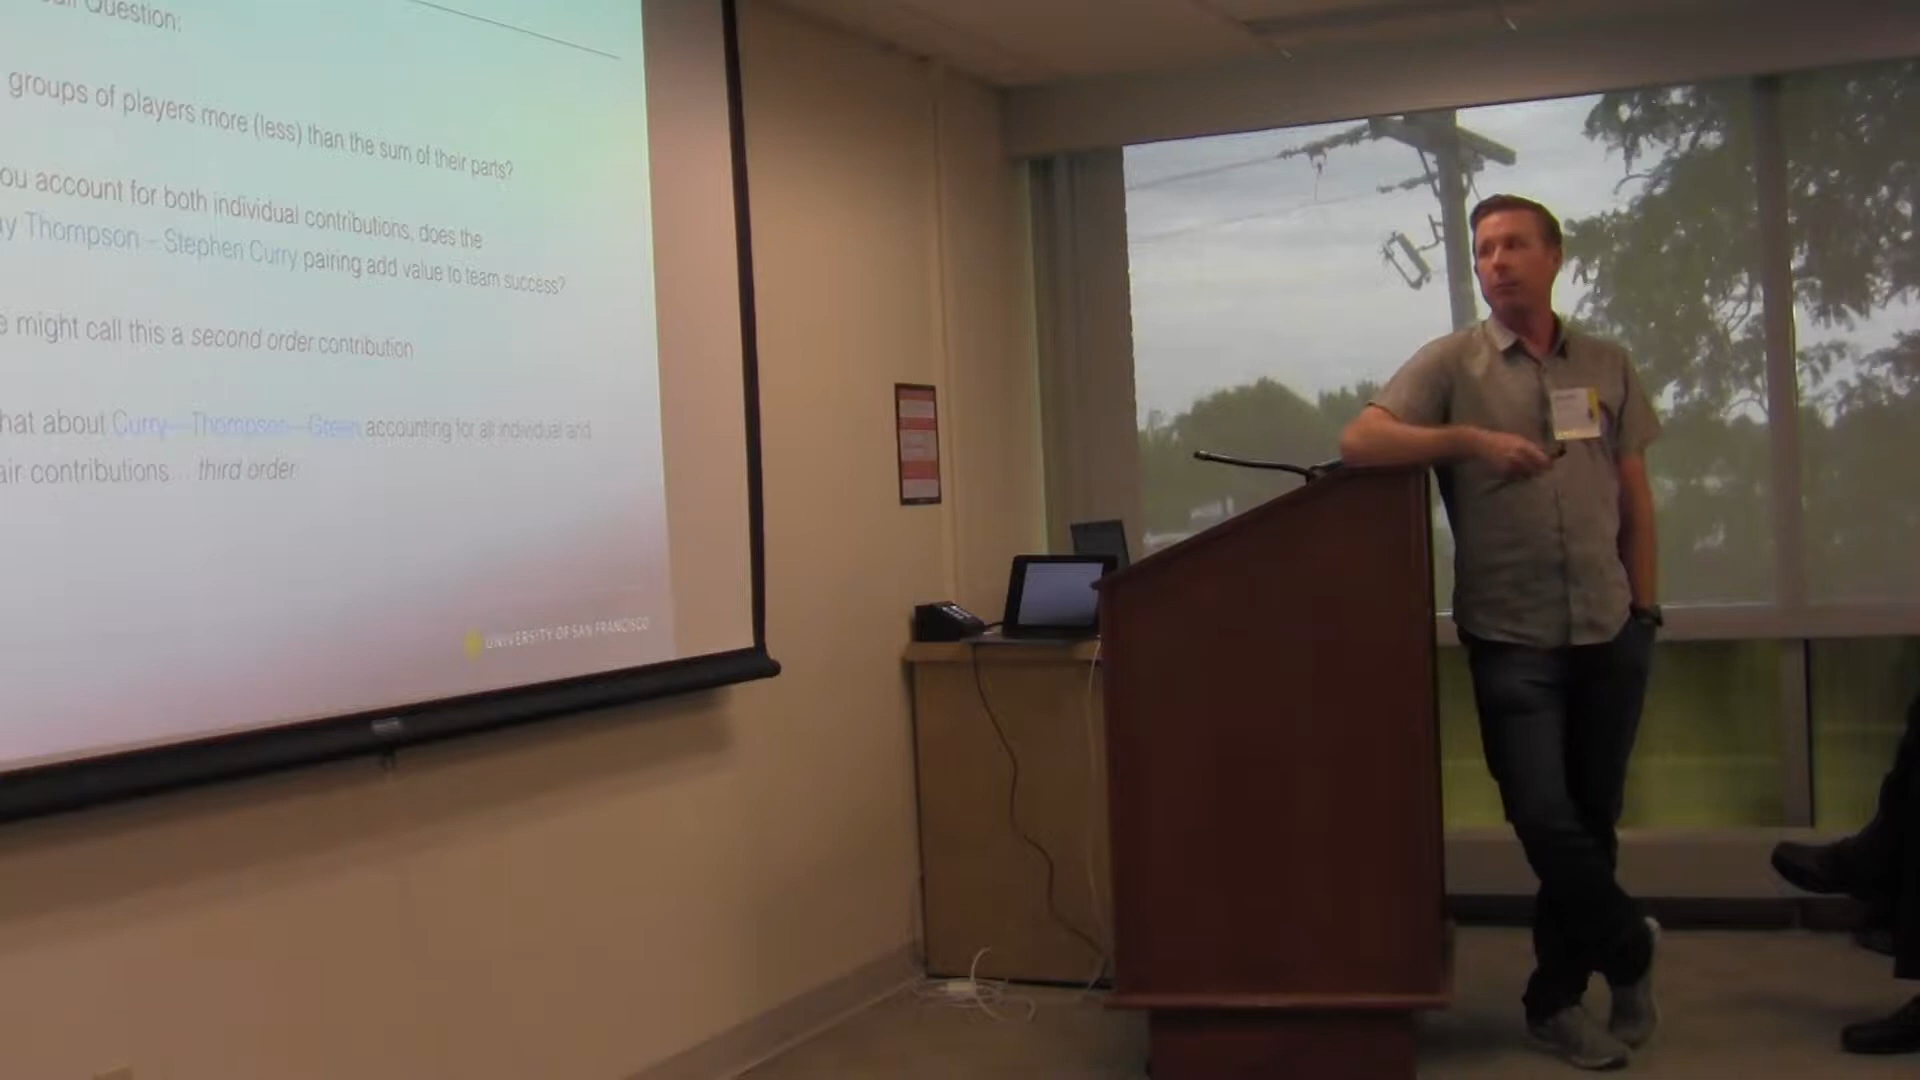 Question:
groups of players more (less) than the sum of their parts?
ou account for both individual contributions, does the
ay Thompson - Stephen Curry pairing add value to team success?
e might call this a second order contribution
hat about Curry—Thompson—Green accounting for all individual and
air contributions... third order
UNIVERSITY OF SAN FRANCISCO